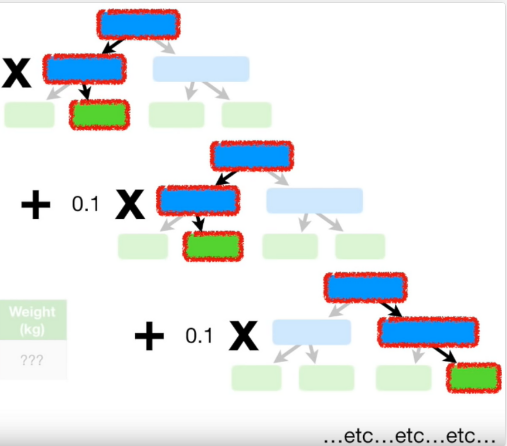 X
+ 0.1 X
Weight
(kg)
???
+ 0.1 X
...etc...etc...etc...